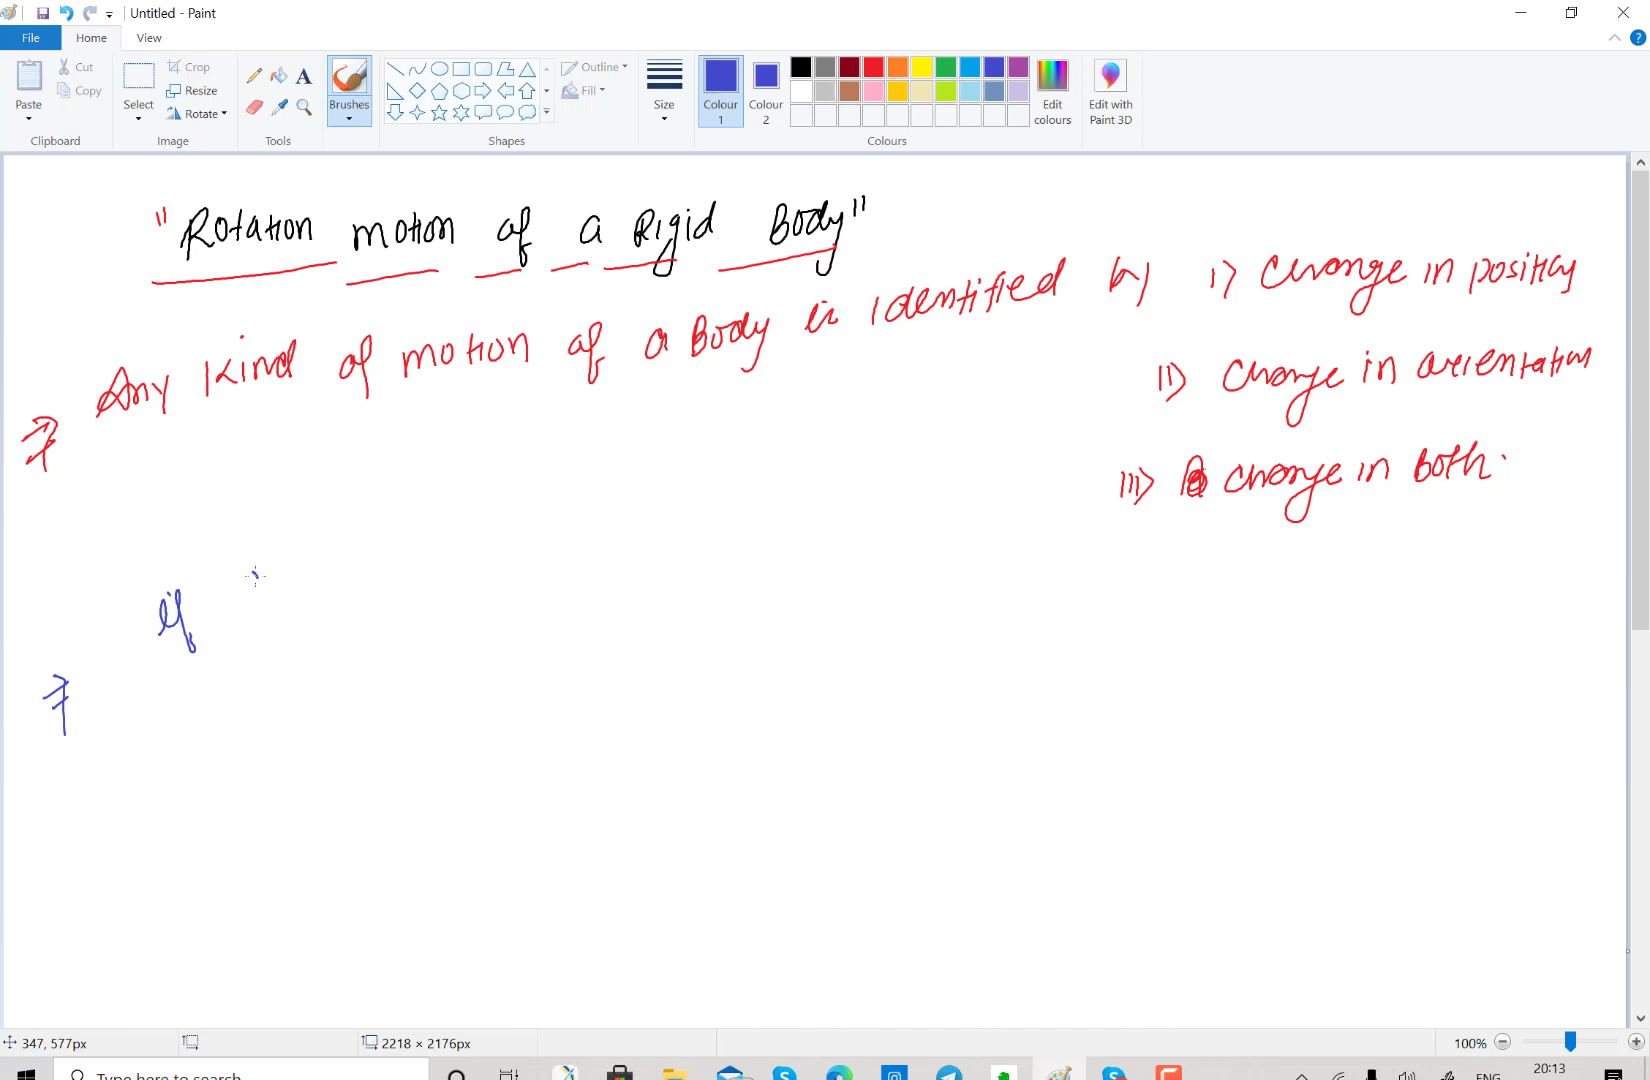 Untitled - Paint
File Home View
Paste Cut Copy Select Crop Resize Rotate Brushes Outline Fill Size Colour 1 Colour 2 Edit colours Edit with Paint 3D
Clipboard Image Tools Shapes Colours
"Rotation motion of a Rigid Body"
⇒ Any kind of motion of a Body is identified by i) change in position
ii) change in orientation
iii) change in both.
⇒ if
347, 577px 2218 × 2176px 100%
Type here to search ENG 20:13